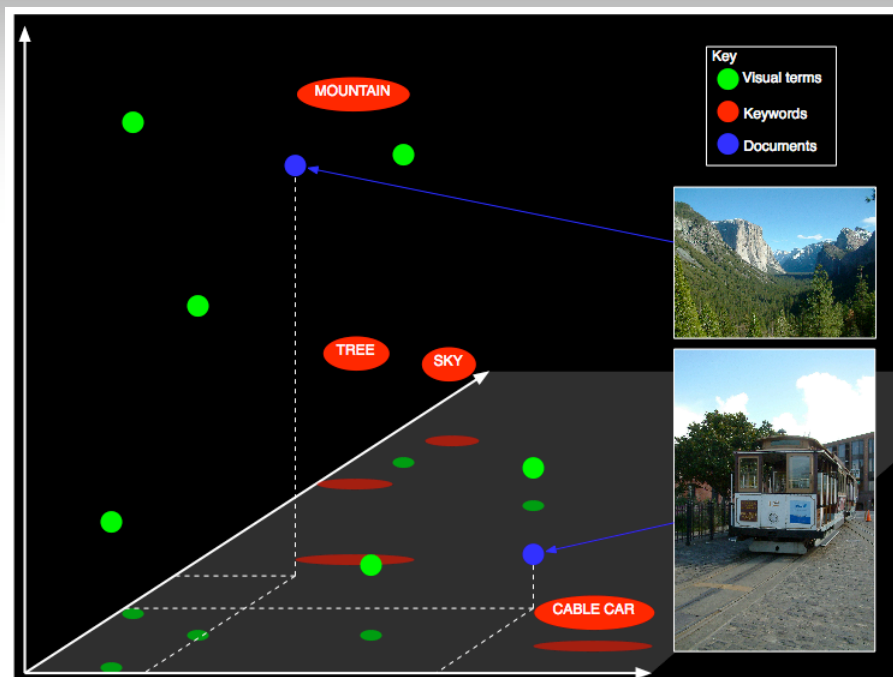 Key
Visual terms
Keywords
Documents
MOUNTAIN
TREE
SKY
CABLE CAR